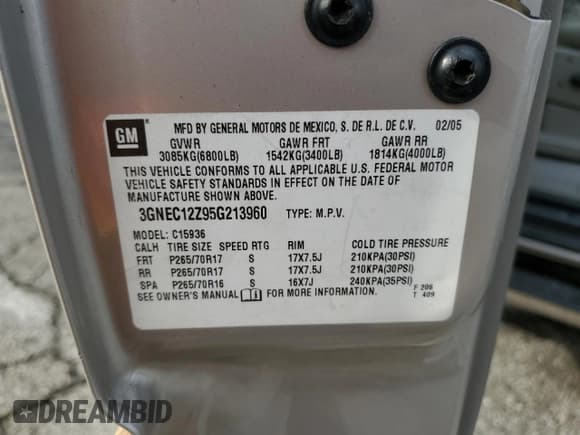 GM
MFD BY GENERAL MOTORS DE MEXICO, S. DE R.L. DE C.V. 02/05
GVWR GAWR FRT GAWR RR
3085KG(6800LB) 1542KG(3400LB) 1814KG(4000LB)
THIS VEHICLE CONFORMS TO ALL APPLICABLE U.S. FEDERAL MOTOR
VEHICLE SAFETY STANDARDS IN EFFECT ON THE DATE OF
MANUFACTURE SHOWN ABOVE.
3GNEC12Z95G213960 TYPE: M.P.V.
MODEL: C15936
CALH TIRE SIZE SPEED RTG RIM COLD TIRE PRESSURE
FRT P265/70R17 S 17X7.5J 210KPA(30PSI)
RR P265/70R17 S 17X7.5J 210KPA(30PSI)
SPA P265/70R16 S 16X7J 240KPA(35PSI)
SEE OWNER'S MANUAL FOR MORE INFORMATION. F 206
T 409
DREAMBID